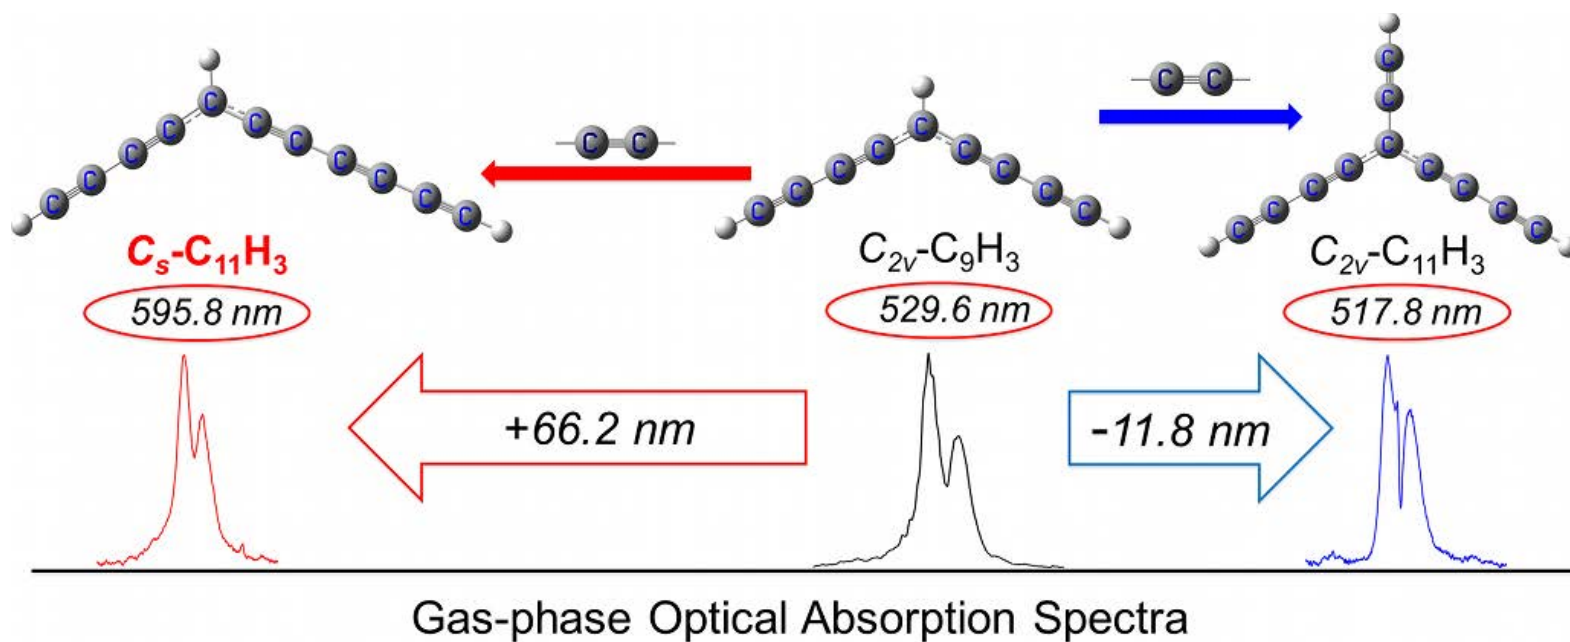 C
C C
C C C C C C C C C C C C C
C C C C C C C C C C C C C C C C C C C C
Cs-C11H3 C2v-C9H3 C2v-C11H3
595.8 nm 529.6 nm 517.8 nm
+66.2 nm -11.8 nm
Gas-phase Optical Absorption Spectra